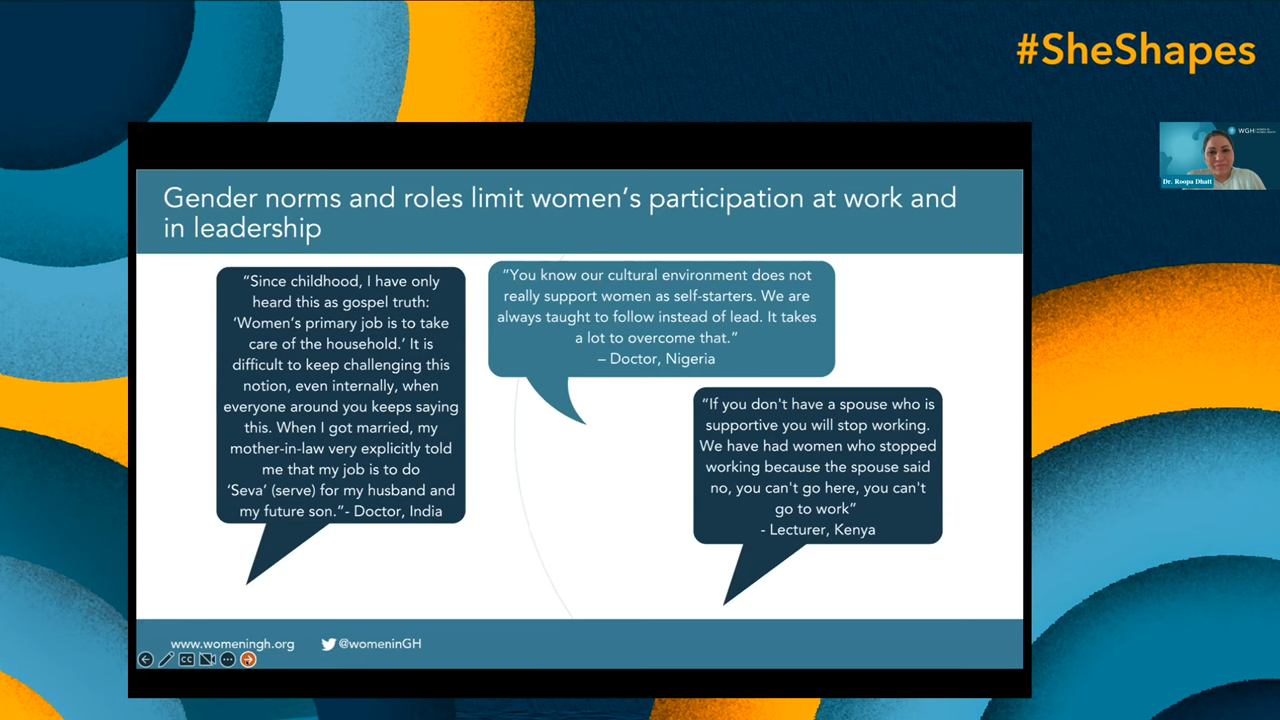 #SheShapes
WGH
Dr. Roopa Dhatt
Gender norms and roles limit women’s participation at work and
in leadership
“Since childhood, I have only
heard this as gospel truth:
‘Women’s primary job is to take
care of the household.’ It is
difficult to keep challenging this
notion, even internally, when
everyone around you keeps saying
this. When I got married, my
mother-in-law very explicitly told
me that my job is to do
‘Seva’ (serve) for my husband and
my future son.”- Doctor, India
“You know our cultural environment does not
really support women as self-starters. We are
always taught to follow instead of lead. It takes
a lot to overcome that.”
– Doctor, Nigeria
“If you don't have a spouse who is
supportive you will stop working.
We have had women who stopped
working because the spouse said
no, you can't go here, you can't
go to work”
- Lecturer, Kenya
www.womeningh.org
@womeninGH
CC